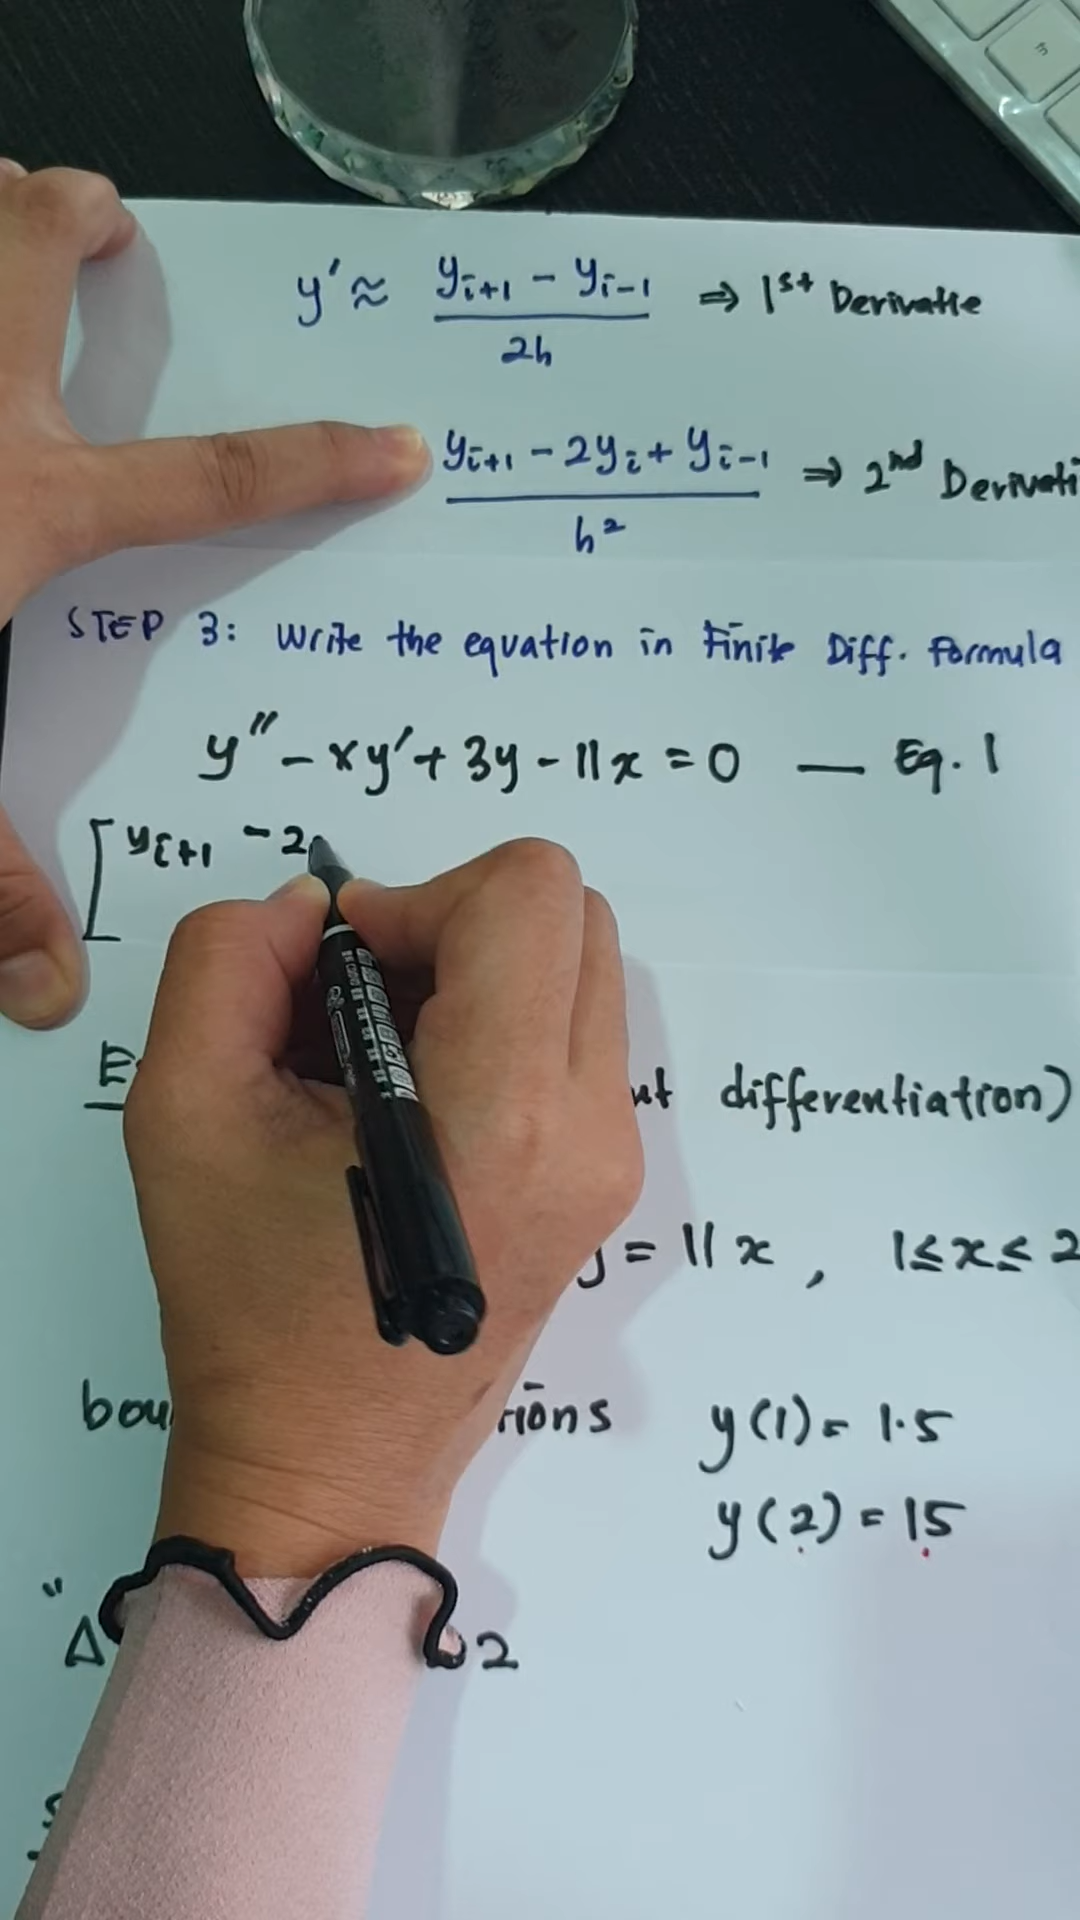 y' ≈ (y_{i+1} - y_{i-1}) / 2h ⇒ 1st Derivative
(y_{i+1} - 2y_i + y_{i-1}) / h² ⇒ 2nd Derivati
STEP 3: Write the equation in Finite Diff. Formula
y'' - xy' + 3y - 11x = 0 — Eq. 1
[ y_{i+1} - 2
differentiation)
= 11x, 1≤x≤2
y(1) = 1.5
y(2) = 15
2